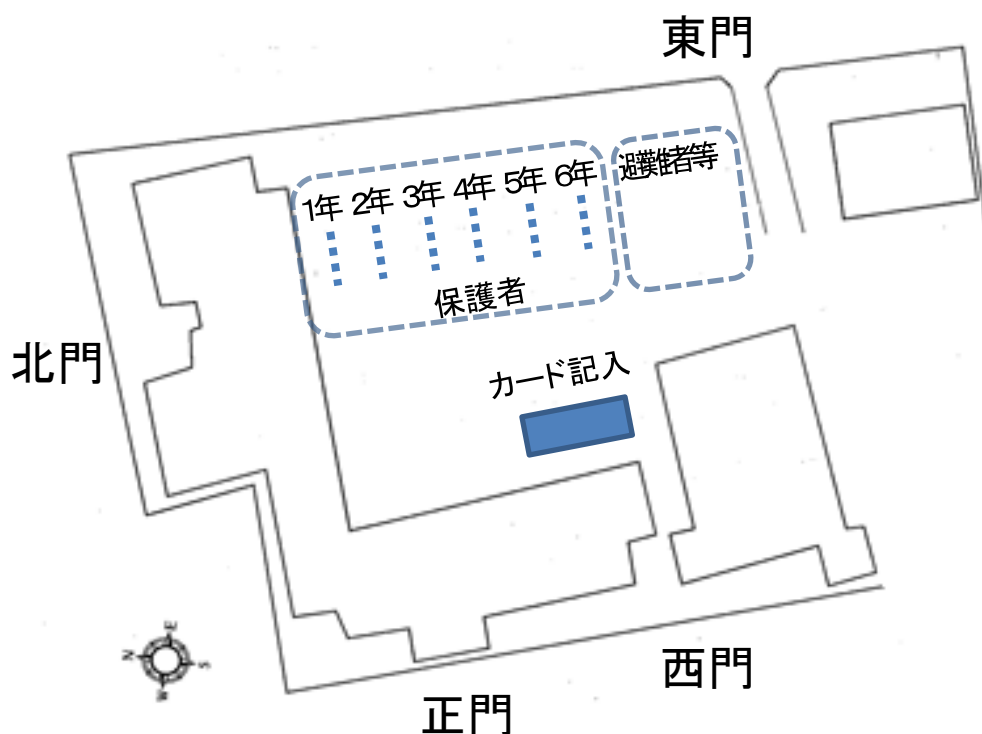 東門
1年 2年 3年 4年 5年 6年
避難者等
保護者
北門
カード記入
E
N
S
W
西門
正門